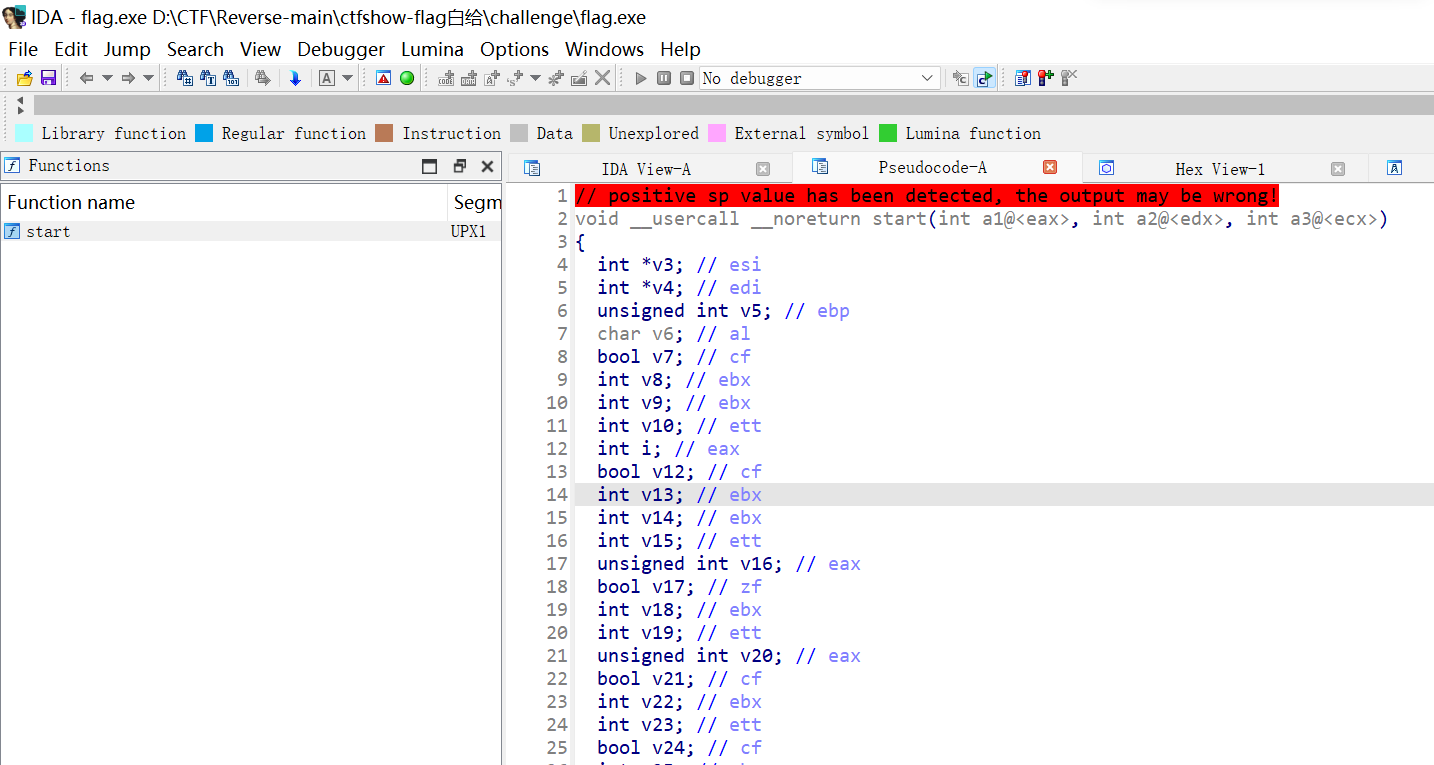 IDA - flag.exe D:\CTF\Reverse-main\ctfshow-flag白给\challenge\flag.exe
File Edit Jump Search View Debugger Lumina Options Windows Help
No debugger
Library function Regular function Instruction Data Unexplored External symbol Lumina function
Functions
IDA View-A Pseudocode-A Hex View-1
Function name Segm
start UPX1
1 // positive sp value has been detected, the output may be wrong!
2 void __usercall __noreturn start(int a1@<eax>, int a2@<edx>, int a3@<ecx>)
3 {
4 int *v3; // esi
5 int *v4; // edi
6 unsigned int v5; // ebp
7 char v6; // al
8 bool v7; // cf
9 int v8; // ebx
10 int v9; // ebx
11 int v10; // ett
12 int i; // eax
13 bool v12; // cf
14 int v13; // ebx
15 int v14; // ebx
16 int v15; // ett
17 unsigned int v16; // eax
18 bool v17; // zf
19 int v18; // ebx
20 int v19; // ett
21 unsigned int v20; // eax
22 bool v21; // cf
23 int v22; // ebx
24 int v23; // ett
25 bool v24; // cf